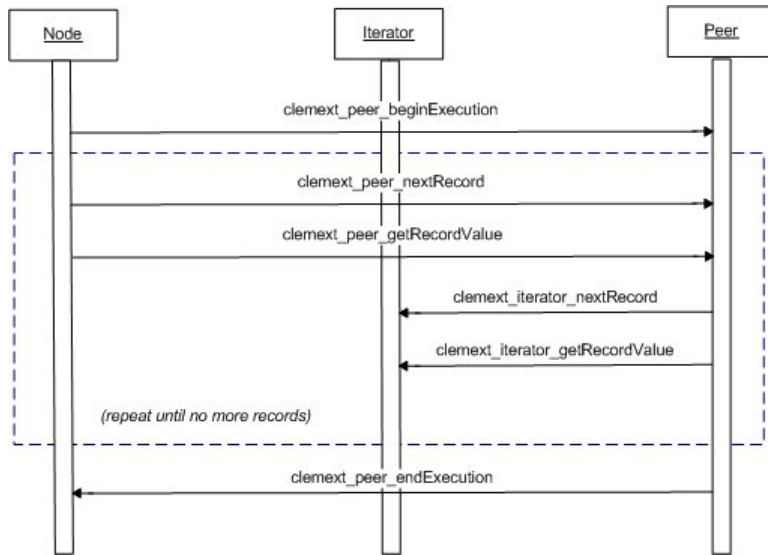 Node
Iterator
Peer
clemext_peer_beginExecution
clemext_peer_nextRecord
clemext_peer_getRecordValue
clemext_iterator_nextRecord
clemext_iterator_getRecordValue
(repeat until no more records)
clemext_peer_endExecution